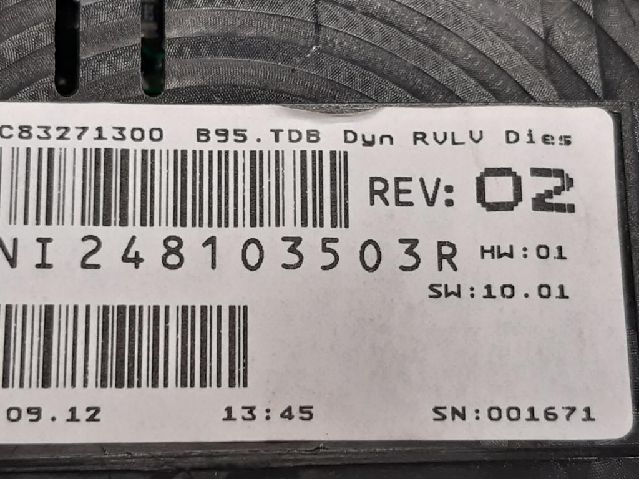 C83271300 B95.TDB Dyn RVLV Dies
REV: 02
NI248103503R HW:01
SW:10.01
09.12 13:45 SN:001671